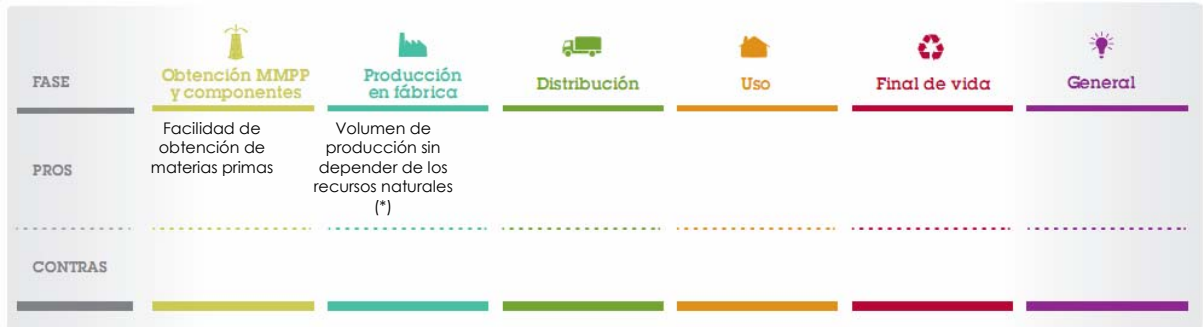 FASE
Obtención MMPP
y componentes
Producción
en fábrica
Distribución
Uso
Final de vida
General
PROS
Facilidad de
obtención de
materias primas
Volumen de
producción sin
depender de los
recursos naturales
(*)
CONTRAS